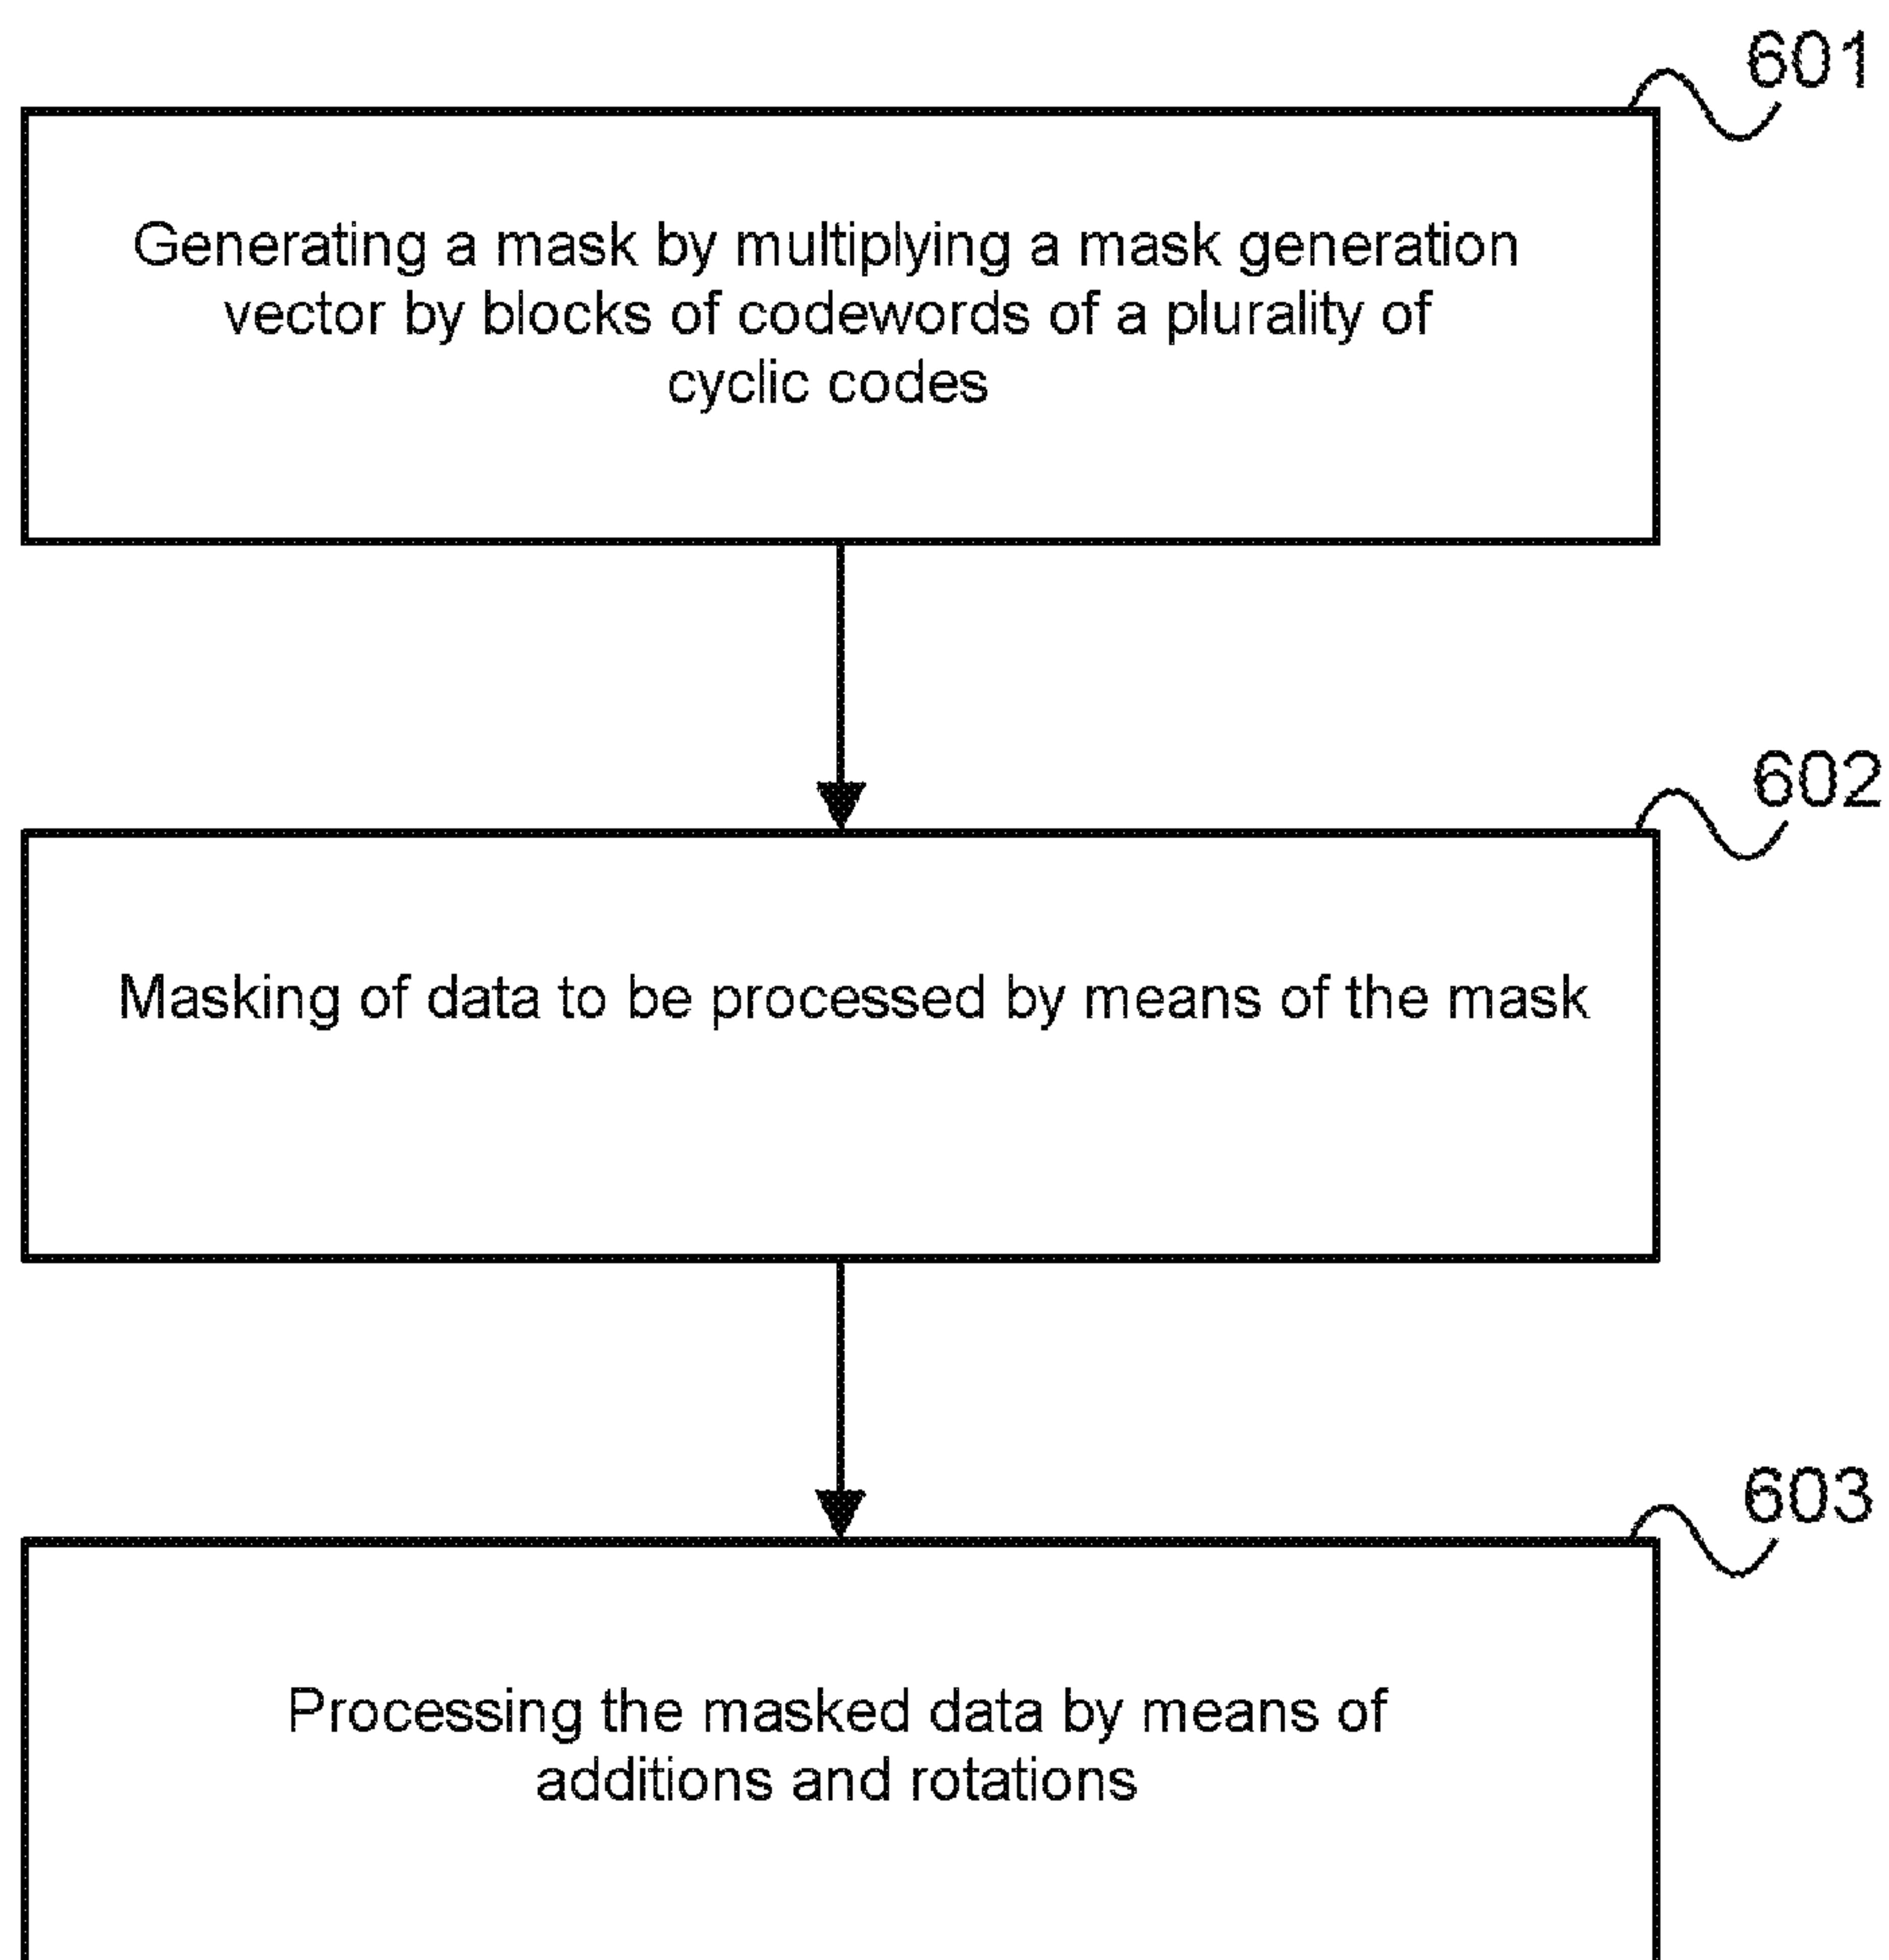 601
Generating a mask by multiplying a mask generation
vector by blocks of codewords of a plurality of
cyclic codes
602
Masking of data to be processed by means of the mask
603
Processing the masked data by means of
additions and rotations